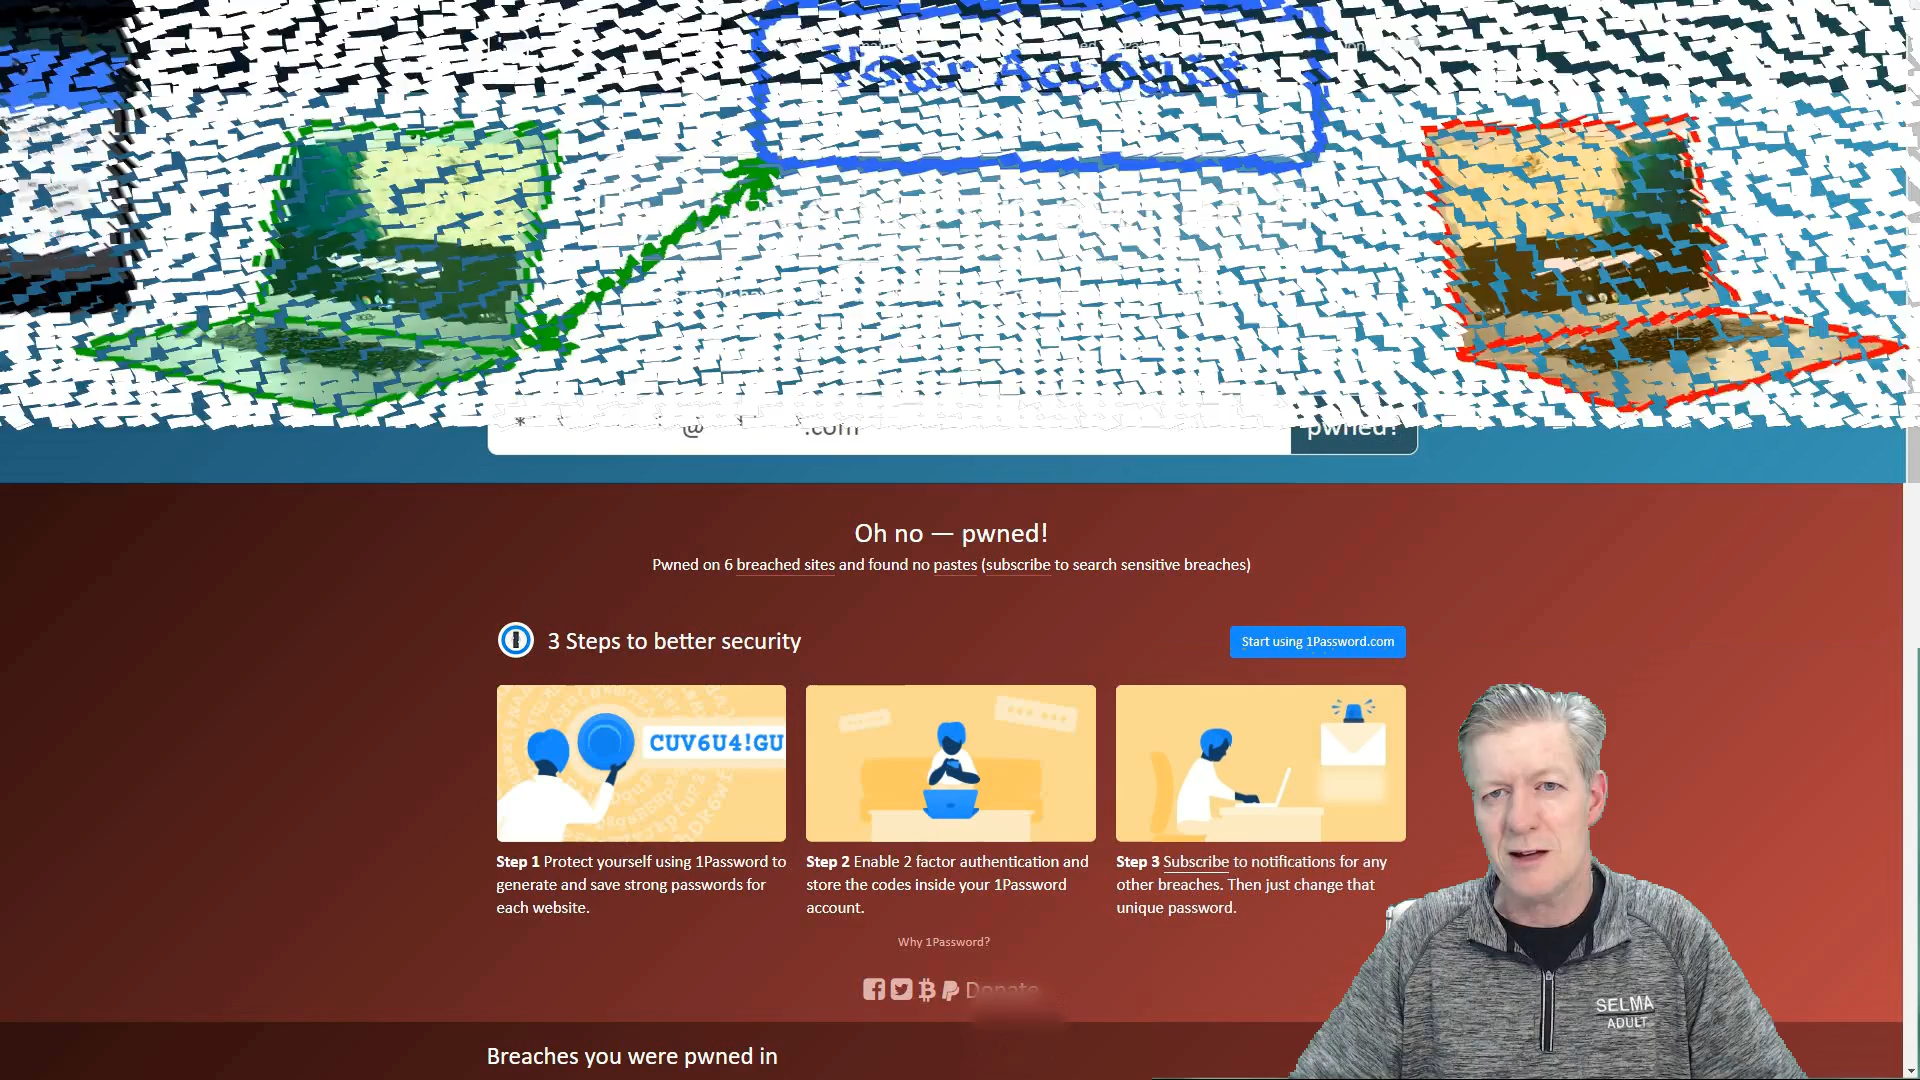 Your Account
@ .com
pwned?
Oh no — pwned!
Pwned on 6 breached sites and found no pastes (subscribe to search sensitive breaches)
3 Steps to better security
Start using 1Password.com
CUV6U4!GU
Step 1 Protect yourself using 1Password to
generate and save strong passwords for
each website.
Step 2 Enable 2 factor authentication and
store the codes inside your 1Password
account.
Step 3 Subscribe to notifications for any
other breaches. Then just change that
unique password.
Why 1Password?
Donate
SELMA
ADULT
Breaches you were pwned in